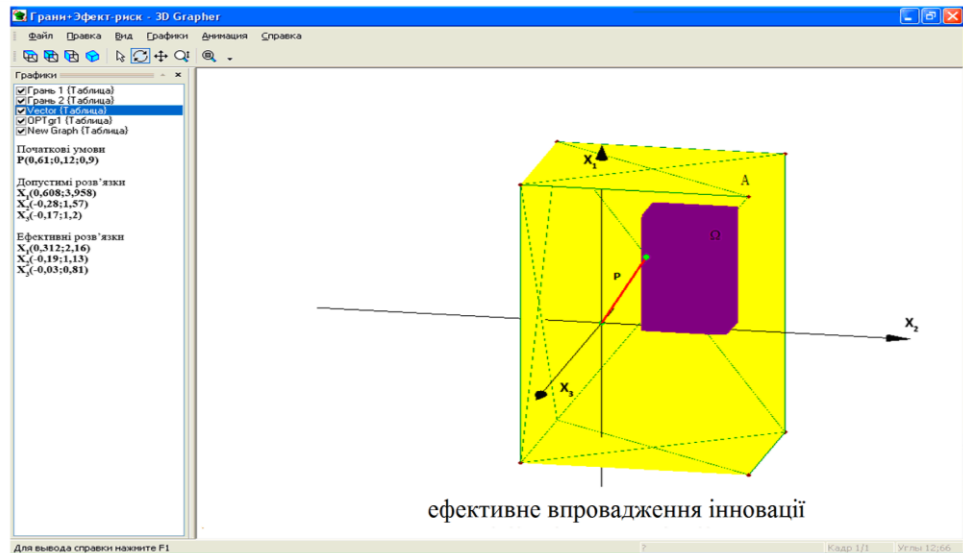 Грани+Эфект-риск - 3D Grapher
Файл Правка Вид Графики Анимация Справка
Графики
Грань 1 (Таблица)
Грань 2 (Таблица)
Vector (Таблица)
OPTgr1 (Таблица)
New Graph (Таблица)
Початкові умови
P(0,61;0,12;0,9)
Допустимі розв'язки
X₁(0,608;3,958)
X₂(-0,28;1,57)
X₃(-0,17;1,2)
Ефективні розв'язки
X₁(0,312;2,16)
X₂(-0,19;1,13)
X₃(-0,03;0,81)
X₁
A
Ω
P
X₂
X₃
ефективне впровадження інновації
Для вывода справки нажмите F1
? Кадр 1/1 Углы 12;66